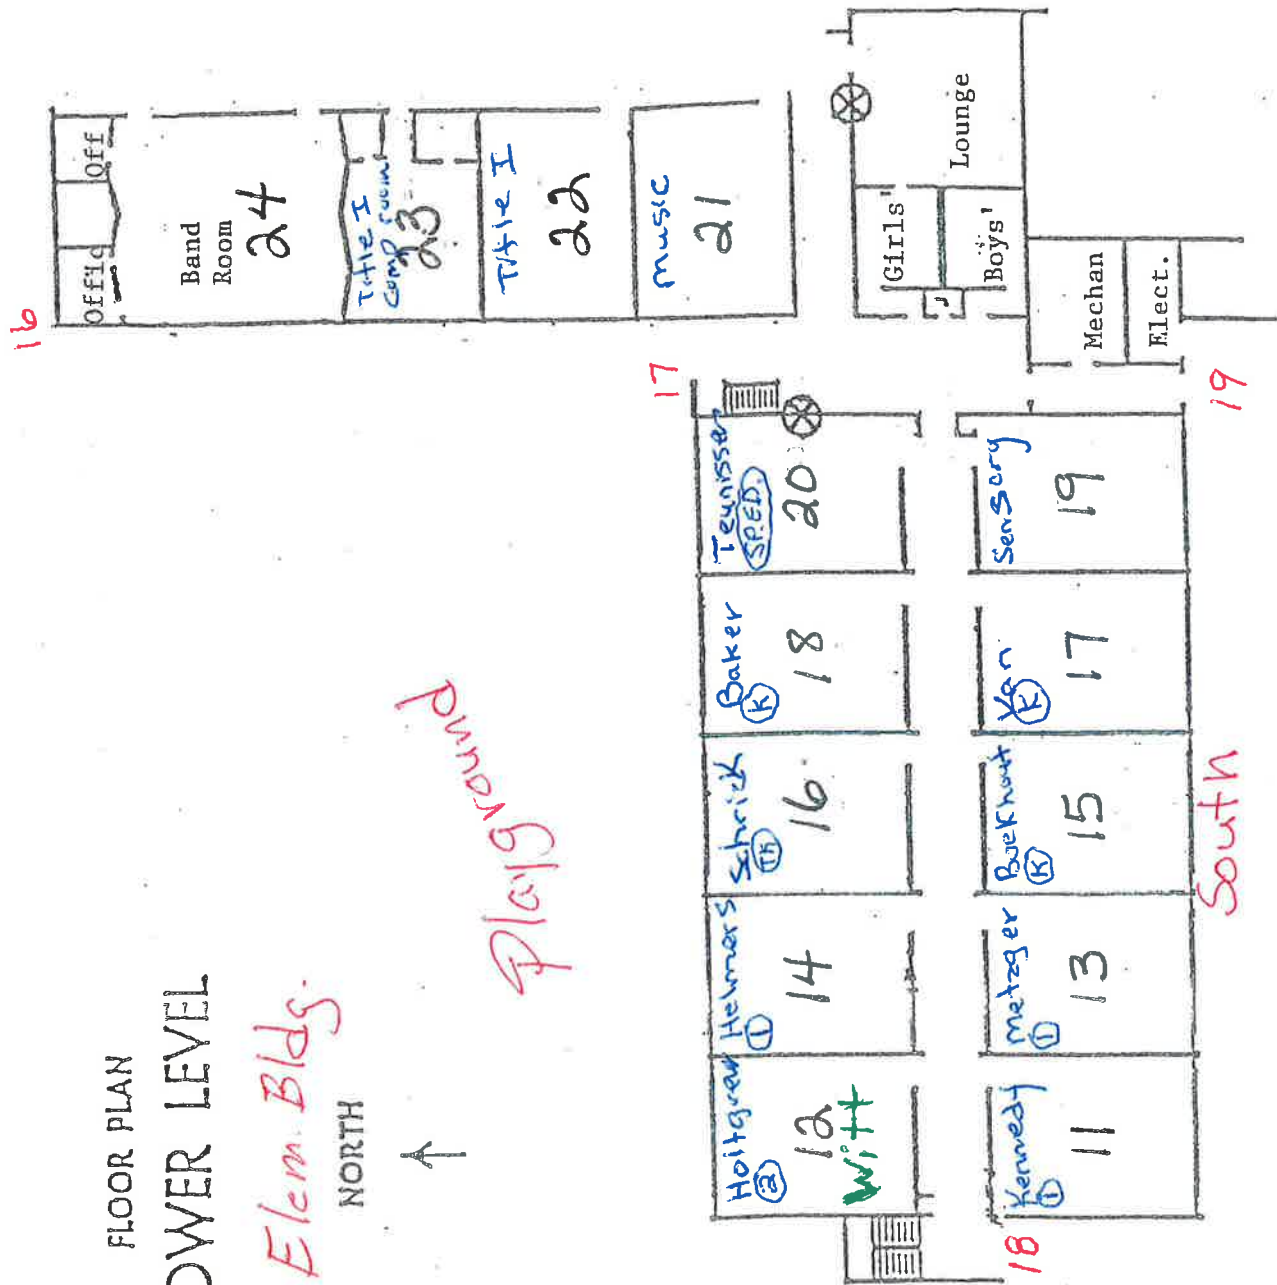 FLOOR PLAN
OWER LEVEL
Elem. Bldg.
NORTH
Playground
16
Office
Off
Band
Room
24
Title I
Comp room
23
Title I
22
music
21
17
Girls'
Boys'
Lounge
Mechan
Elect.
19
Teunissen
SP.ED.
20
Baker
K
18
Schrick
TK
16
Helmers
1
14
Holtgrew
2
12
Witt
Sensory
19
Van
K
17
Boekhout
K
15
Metzger
1
13
Kennedy
1
11
18
South